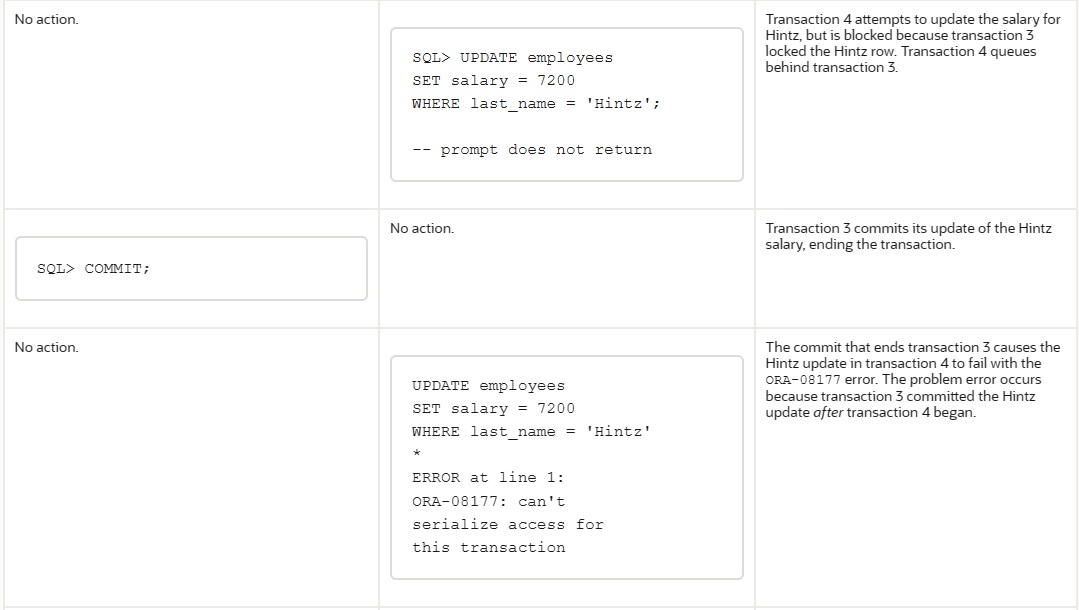 No action.
SQL> UPDATE employees
SET salary = 7200
WHERE last_name = 'Hintz';
-- prompt does not return
Transaction 4 attempts to update the salary for
Hintz, but is blocked because transaction 3
locked the Hintz row. Transaction 4 queues
behind transaction 3.
SQL> COMMIT;
No action.
Transaction 3 commits its update of the Hintz
salary, ending the transaction.
No action.
UPDATE employees
SET salary = 7200
WHERE last_name = 'Hintz'
*
ERROR at line 1:
ORA-08177: can't
serialize access for
this transaction
The commit that ends transaction 3 causes the
Hintz update in transaction 4 to fail with the
ORA-08177 error. The problem error occurs
because transaction 3 committed the Hintz
update after transaction 4 began.